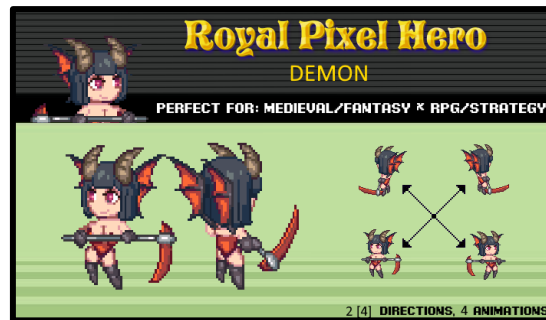 Royal Pixel Hero
DEMON
PERFECT FOR: MEDIEVAL/FANTASY & RPG/STRATEGY
2 [4] DIRECTIONS, 4 ANIMATIONS